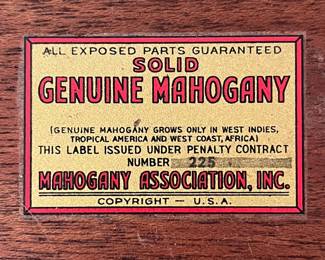 ALL EXPOSED PARTS GUARANTEED
SOLID
GENUINE MAHOGANY
(GENUINE MAHOGANY GROWS ONLY IN WEST INDIES,
TROPICAL AMERICA AND WEST COAST, AFRICA)
THIS LABEL ISSUED UNDER PENALTY CONTRACT
NUMBER 225
MAHOGANY ASSOCIATION, INC.
COPYRIGHT – U.S.A.